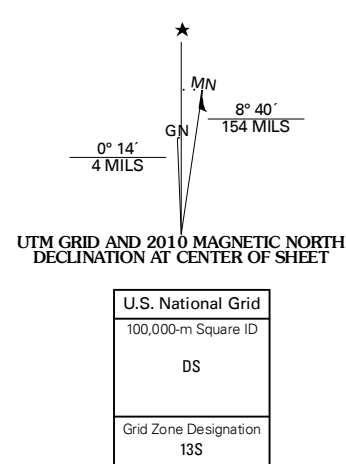 MN
8° 40´
154 MILS
GN
0° 14´
4 MILS
UTM GRID AND 2010 MAGNETIC NORTH
DECLINATION AT CENTER OF SHEET
U.S. National Grid
100,000-m Square ID
DS
Grid Zone Designation
13S